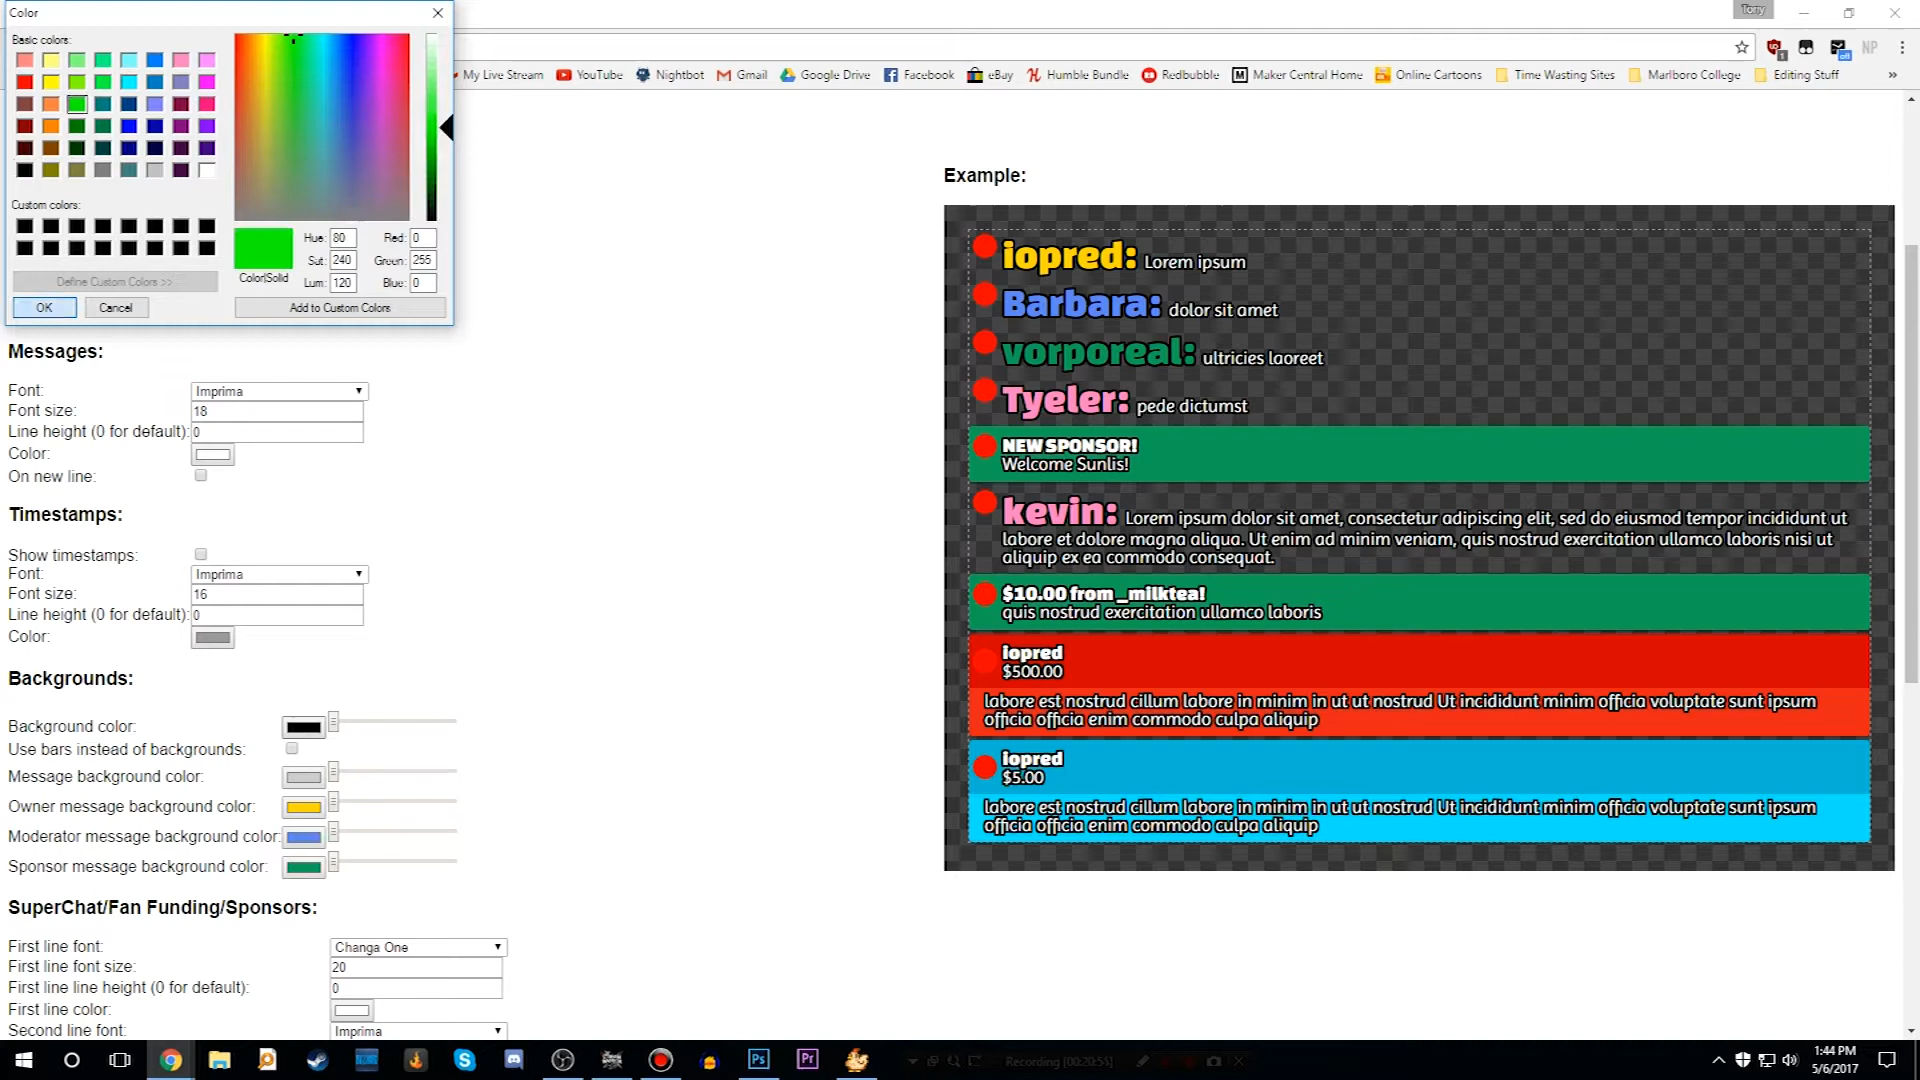 Color
Tony
Basic colors:
My Live Stream
YouTube
Nightbot
Gmail
Google Drive
Facebook
eBay
Humble Bundle
Redbubble
Maker Central Home
Online Cartoons
Time Wasting Sites
Marlboro College
Editing Stuff
»
NP
Custom colors:
Hue: 80
Red: 0
Sat: 240
Green: 255
Color|Solid
Lum: 120
Blue: 0
Define Custom Colors >>
OK
Cancel
Add to Custom Colors
Messages:
Font: Imprima
Font size: 18
Line height (0 for default): 0
Color:
On new line:
Timestamps:
Show timestamps:
Font: Imprima
Font size: 16
Line height (0 for default): 0
Color:
Backgrounds:
Background color:
Use bars instead of backgrounds:
Message background color:
Owner message background color:
Moderator message background color:
Sponsor message background color:
SuperChat/Fan Funding/Sponsors:
First line font: Changa One
First line font size: 20
First line line height (0 for default): 0
First line color:
Second line font: Imprima
Example:
iopred: Lorem ipsum
Barbara: dolor sit amet
vorporeal: ultricies laoreet
Tyeler: pede dictumst
NEW SPONSOR!
Welcome Sunlis!
kevin: Lorem ipsum dolor sit amet, consectetur adipiscing elit, sed do eiusmod tempor incididunt ut
labore et dolore magna aliqua. Ut enim ad minim veniam, quis nostrud exercitation ullamco laboris nisi ut
aliquip ex ea commodo consequat.
$10.00 from _milktea!
quis nostrud exercitation ullamco laboris
iopred
$500.00
labore est nostrud cillum labore in minim in ut ut nostrud Ut incididunt minim officia voluptate sunt ipsum
officia officia enim commodo culpa aliquip
iopred
$5.00
labore est nostrud cillum labore in minim in ut ut nostrud Ut incididunt minim officia voluptate sunt ipsum
officia officia enim commodo culpa aliquip
Ps
Pr
Recording [00:20:55]
1:44 PM
5/6/2017